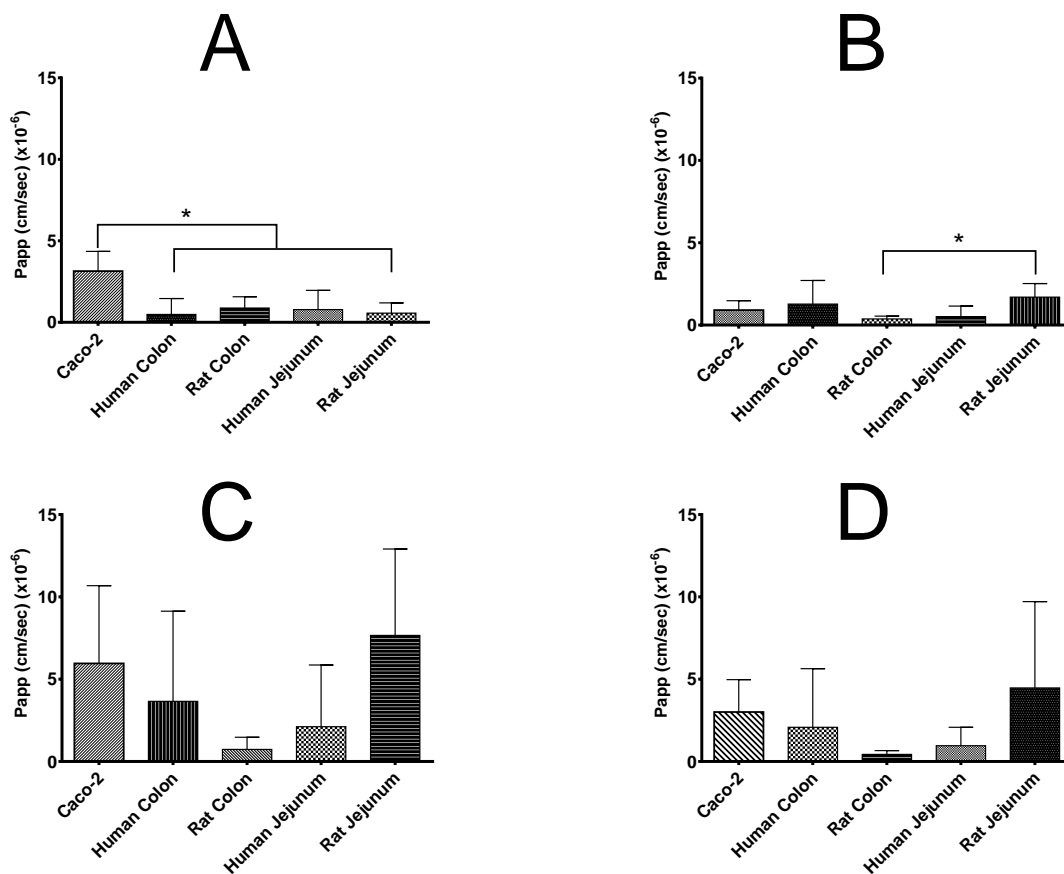 A
Papp (cm/sec) (x10-6)
15
10
5
0
*
Caco-2
Human Colon
Rat Colon
Human Jejunum
Rat Jejunum
B
Papp (cm/sec) (x10-6)
15
10
5
0
*
Caco-2
Human Colon
Rat Colon
Human Jejunum
Rat Jejunum
C
Papp (cm/sec) (x10-6)
15
10
5
0
Caco-2
Human Colon
Rat Colon
Human Jejunum
Rat Jejunum
D
Papp (cm/sec) (x10-6)
15
10
5
0
Caco-2
Human Colon
Rat Colon
Human Jejunum
Rat Jejunum